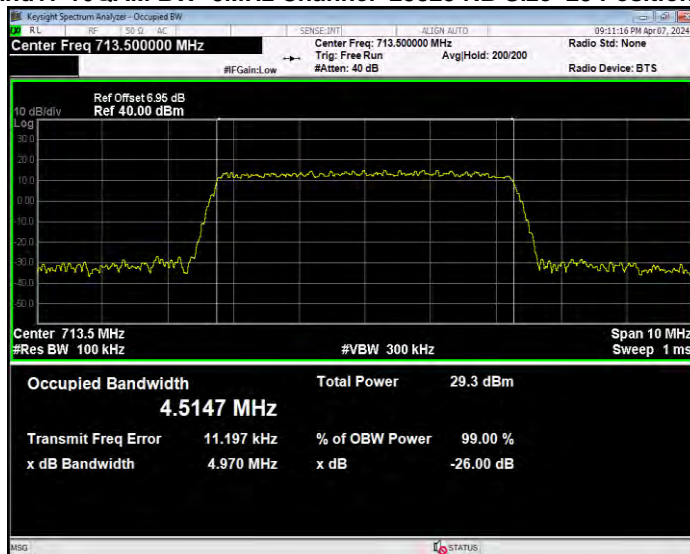 Keysight Spectrum Analyzer - Occupied BW
RL RF 50 Ω AC SENSE:INT ALIGN AUTO 09:11:16 PM Apr 07, 2024
Center Freq 713.500000 MHz Center Freq: 713.500000 MHz Radio Std: None
Trig: Free Run Avg|Hold: 200/200
#IFGain:Low #Atten: 40 dB Radio Device: BTS
Ref Offset 6.95 dB
10 dB/div Ref 40.00 dBm
Log
30.0
20.0
10.0
0.00
-10.0
-20.0
-30.0
-40.0
-50.0
Center 713.5 MHz Span 10 MHz
#Res BW 100 kHz #VBW 300 kHz Sweep 1 ms
Occupied Bandwidth Total Power 29.3 dBm
4.5147 MHz
Transmit Freq Error 11.197 kHz % of OBW Power 99.00 %
x dB Bandwidth 4.970 MHz x dB -26.00 dB
MSG STATUS